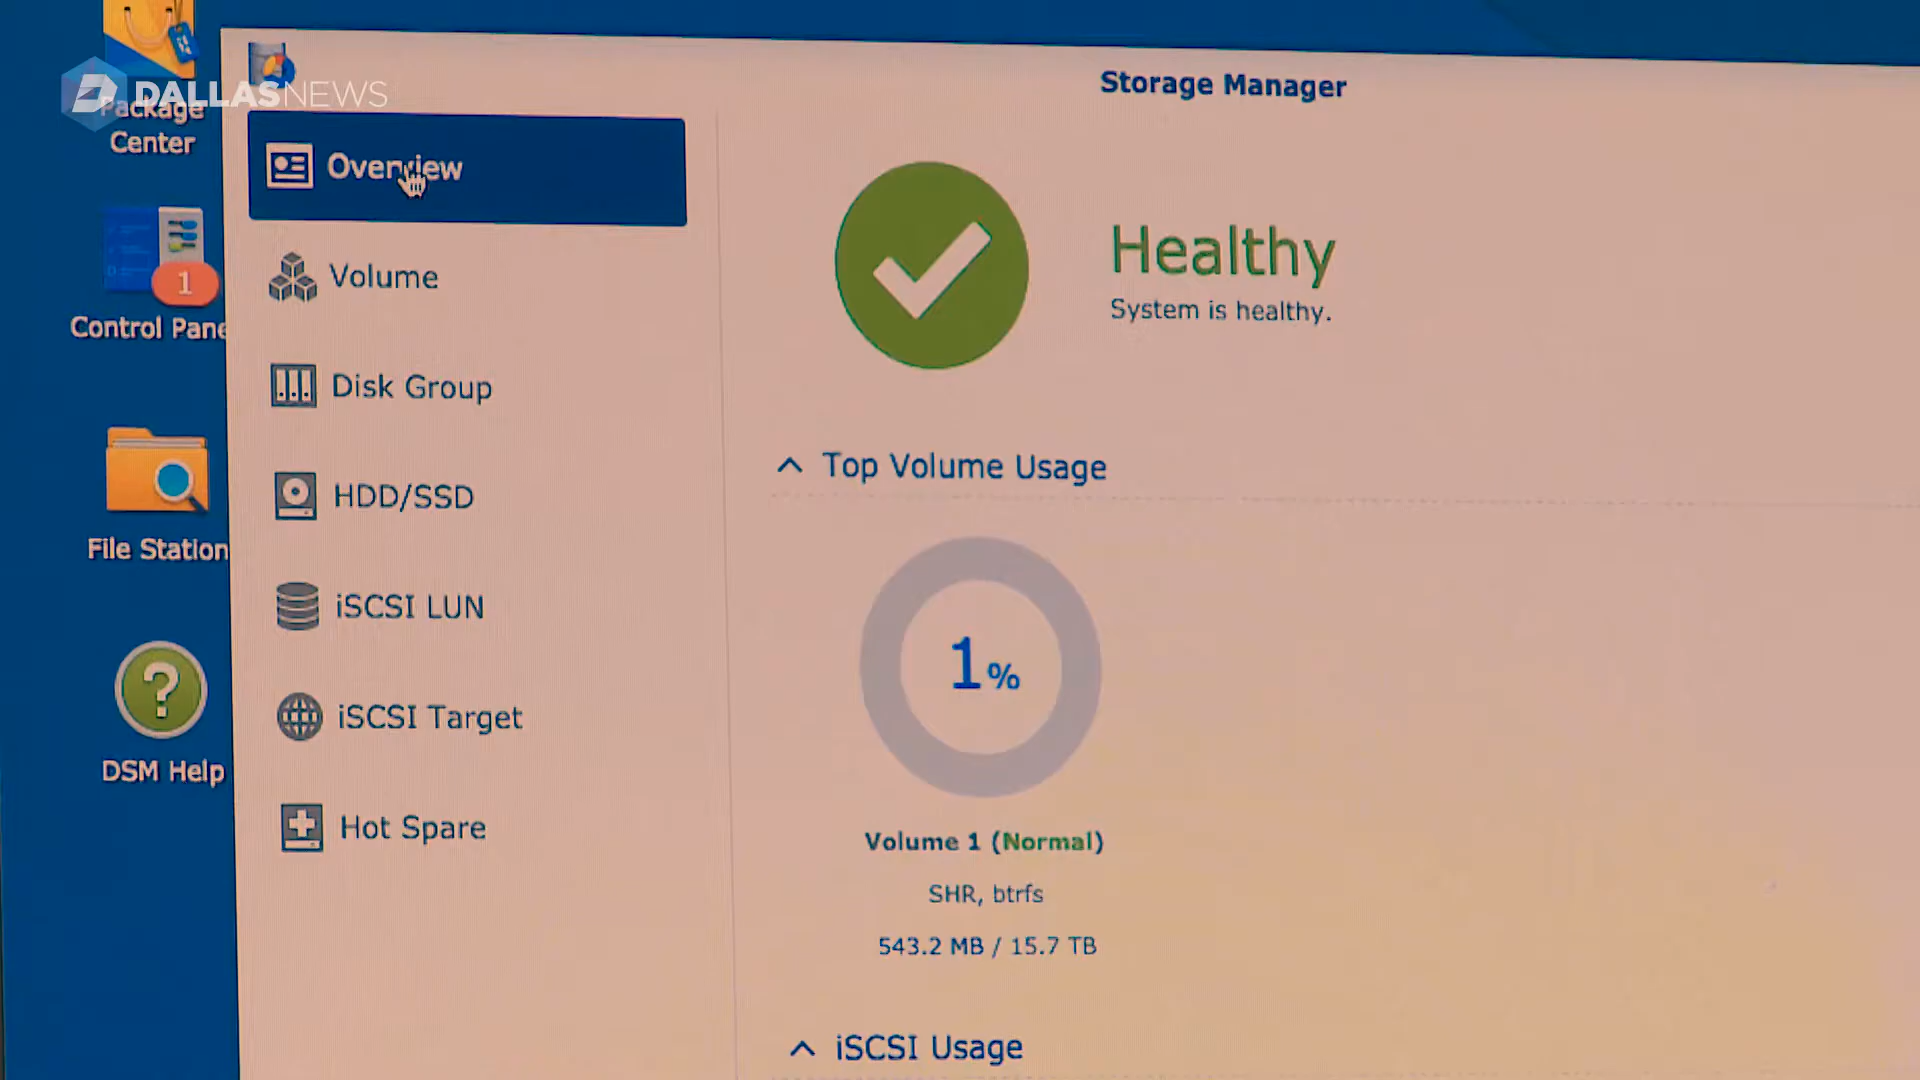 DALLASNEWS
Package
Center
1
Control Pane
File Station
DSM Help
Storage Manager
Overview
Volume
Disk Group
HDD/SSD
iSCSI LUN
iSCSI Target
Hot Spare
Healthy
System is healthy.
Top Volume Usage
1%
Volume 1 (Normal)
SHR, btrfs
543.2 MB / 15.7 TB
iSCSI Usage